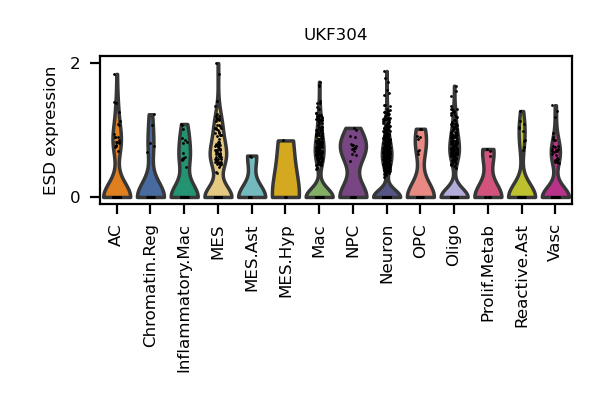 UKF304
ESD expression
2
0
AC
Chromatin.Reg
Inflammatory.Mac
MES
MES.Ast
MES.Hyp
Mac
NPC
Neuron
OPC
Oligo
Prolif.Metab
Reactive.Ast
Vasc